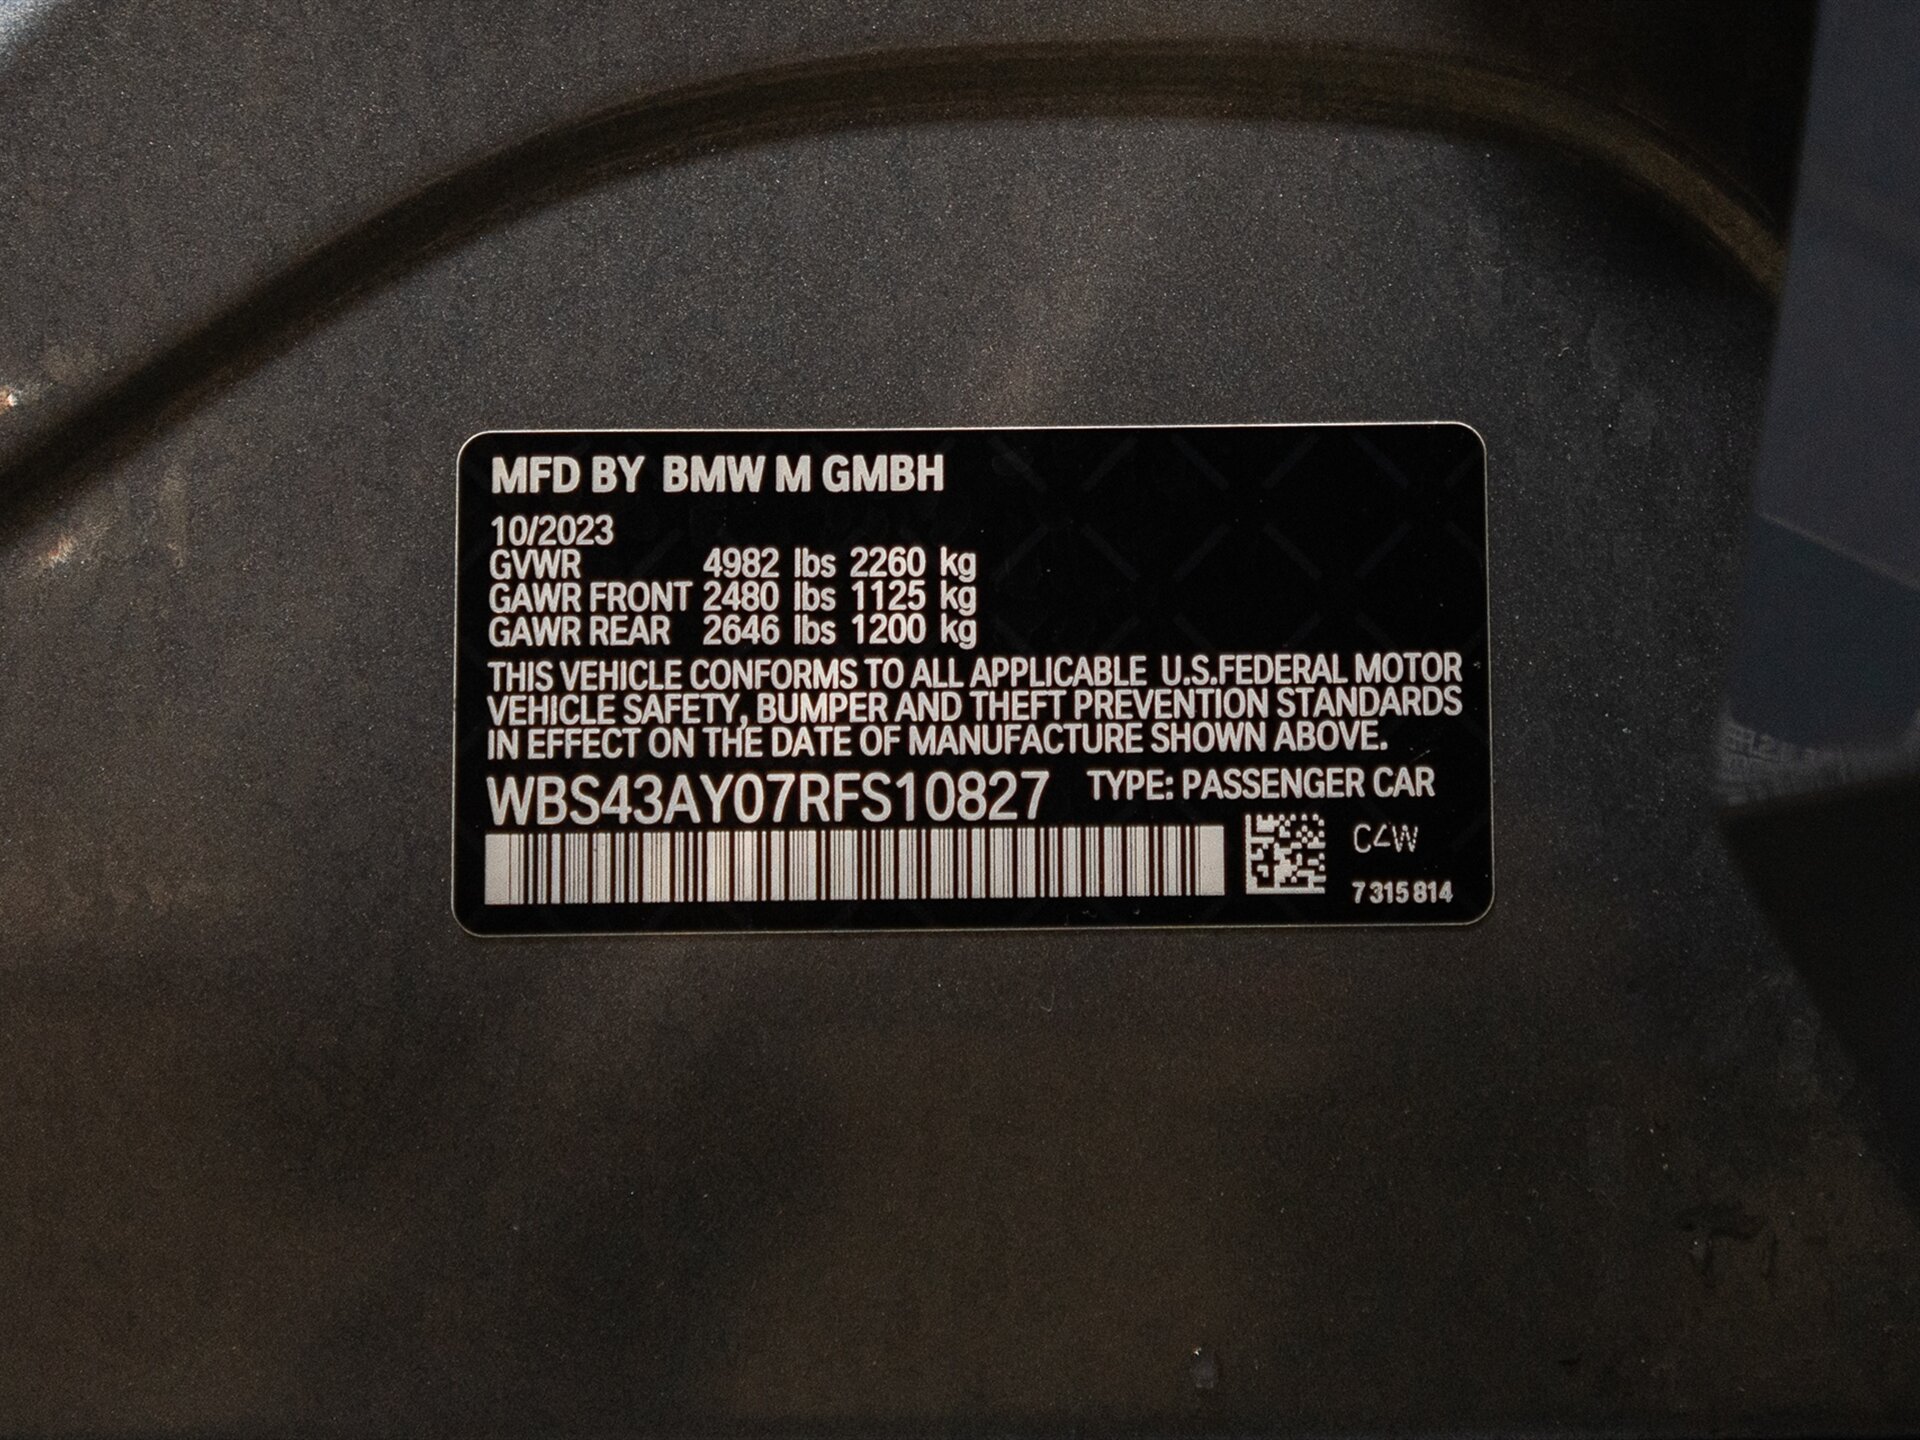 MFD BY BMW M GMBH
10/2023
GVWR 4982 lbs 2260 kg
GAWR FRONT 2480 lbs 1125 kg
GAWR REAR 2646 lbs 1200 kg
THIS VEHICLE CONFORMS TO ALL APPLICABLE U.S.FEDERAL MOTOR
VEHICLE SAFETY, BUMPER AND THEFT PREVENTION STANDARDS
IN EFFECT ON THE DATE OF MANUFACTURE SHOWN ABOVE.
WBS43AY07RFS10827 TYPE: PASSENGER CAR
7 315 814